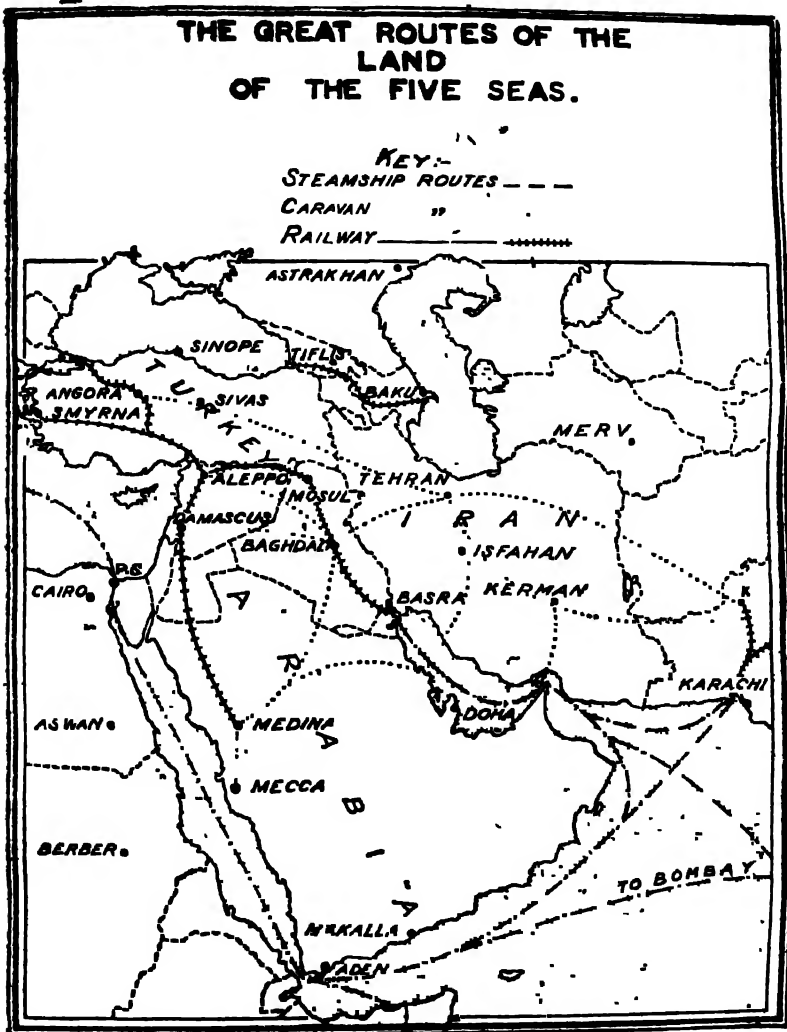 THE GREAT ROUTES OF THE
LAND
OF THE FIVE SEAS.
KEY:-
STEAMSHIP ROUTES
CARAVAN "
RAILWAY
ASTRAKHAN
SINOPE
TIFLIS
BAKU
ANGORA
SIVAS
SMYRNA
TURKEY
MERV
ALEPPO
MOSUL
TEHRAN
DAMASCUS
IRAN
BAGHDAD
ISFAHAN
P.S.
CAIRO
BASRA
KERMAN
KARACHI
DOHA
ASWAN
MEDINA
MECCA
ARABI-A
BERBER
TO BOMBAY
MAKALLA
ADEN